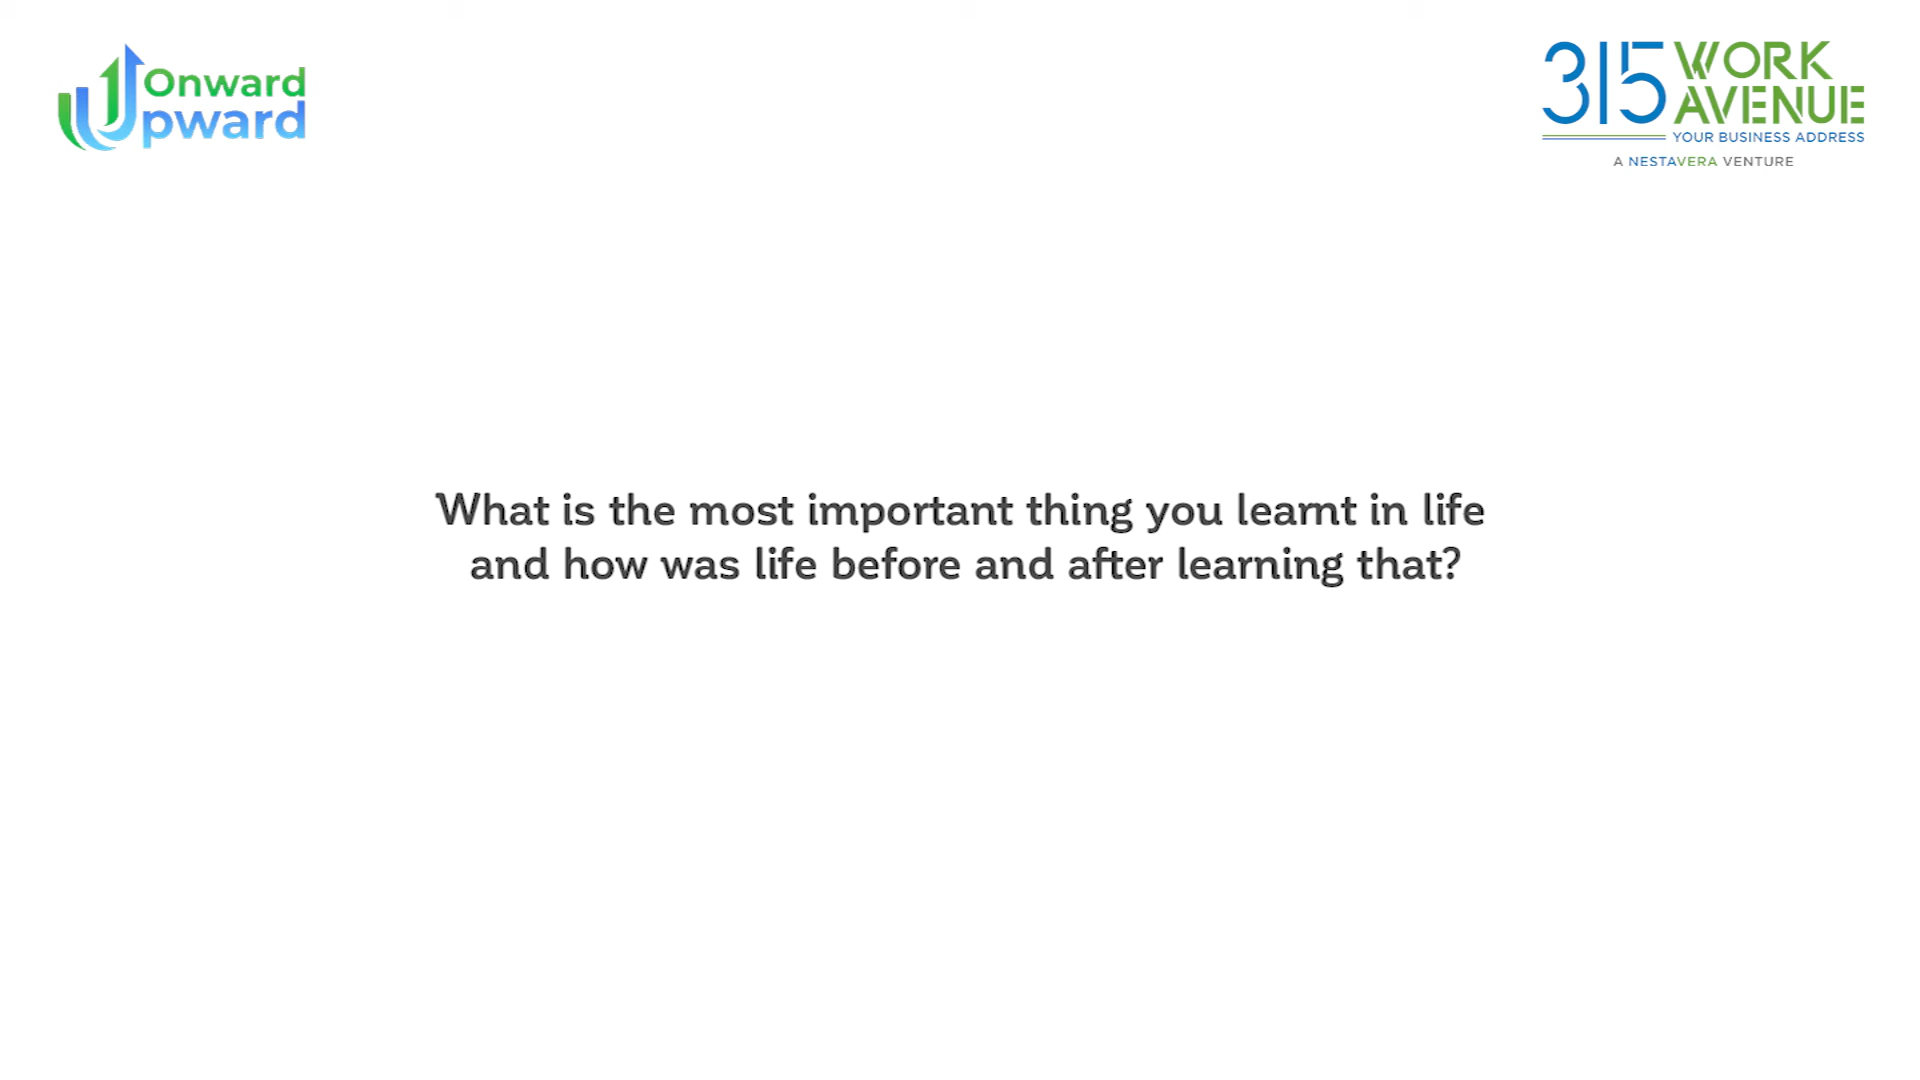 Onward
Upward
315 WORK
AVENUE
YOUR BUSINESS ADDRESS
A NESTAVERA VENTURE
What is the most important thing you learnt in life
and how was life before and after learning that?